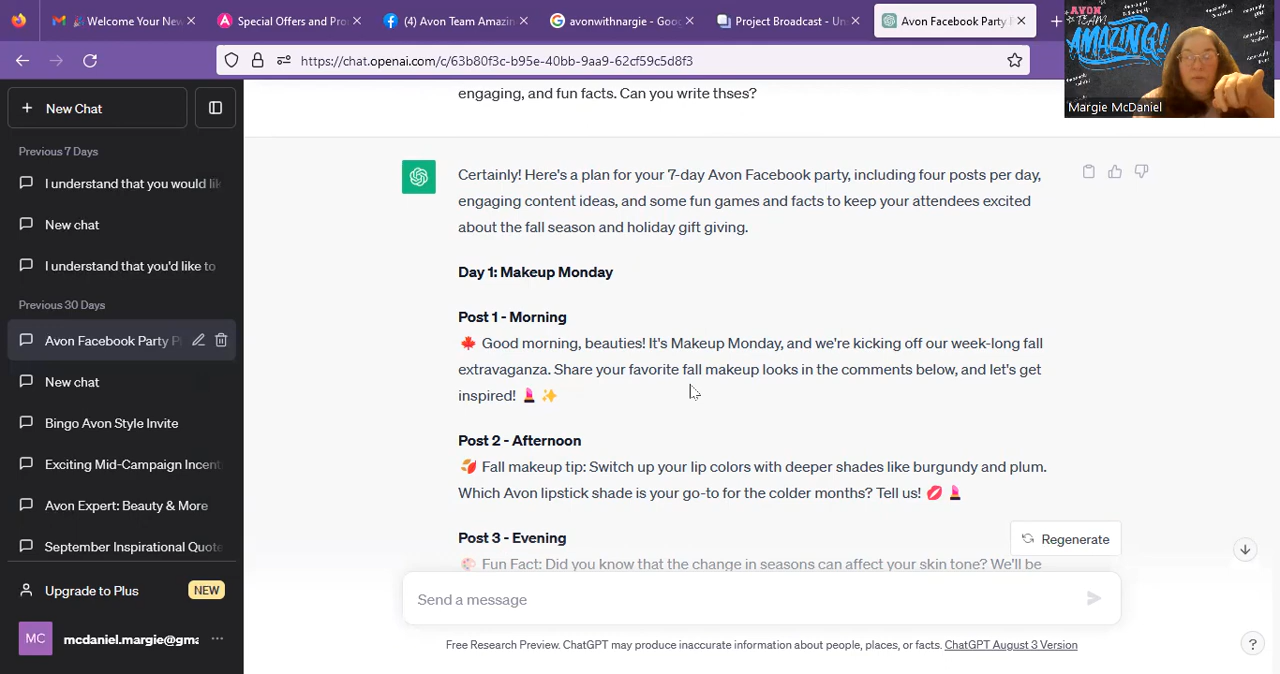 🎉 Welcome Your New
Special Offers and Pro
(4) Avon Team Amazin
avonwithnargie - Goo
Project Broadcast - Un
Avon Facebook Party
AVON
TEAM
AMAZING!
https://chat.openai.com/c/63b80f3c-b95e-40bb-9aa9-62cf59c5d8f3
Margie McDaniel
New Chat
engaging, and fun facts. Can you write thses?
Previous 7 Days
I understand that you would lik
New chat
I understand that you'd like to
Previous 30 Days
Avon Facebook Party P
New chat
Bingo Avon Style Invite
Exciting Mid-Campaign Incent
Avon Expert: Beauty & More
September Inspirational Quote
Upgrade to Plus
NEW
MC
mcdaniel.margie@gma
Certainly! Here's a plan for your 7-day Avon Facebook party, including four posts per day,
engaging content ideas, and some fun games and facts to keep your attendees excited
about the fall season and holiday gift giving.
Day 1: Makeup Monday
Post 1 - Morning
🍁 Good morning, beauties! It's Makeup Monday, and we're kicking off our week-long fall
extravaganza. Share your favorite fall makeup looks in the comments below, and let's get
inspired! 💄 ✨
Post 2 - Afternoon
🍂 Fall makeup tip: Switch up your lip colors with deeper shades like burgundy and plum.
Which Avon lipstick shade is your go-to for the colder months? Tell us! 💋 💄
Post 3 - Evening
🎨 Fun Fact: Did you know that the change in seasons can affect your skin tone? We'll be
Regenerate
Send a message
Free Research Preview. ChatGPT may produce inaccurate information about people, places, or facts. ChatGPT August 3 Version
?